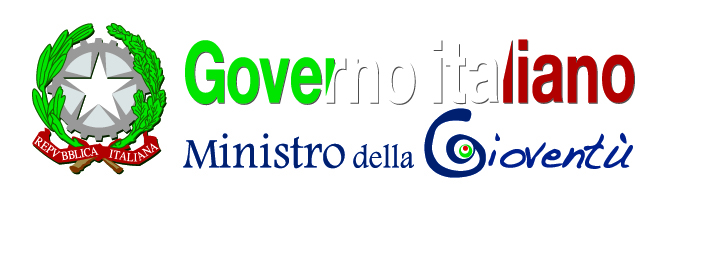 Governo italiano
REPVBBLICA ITALIANA
Ministro della Gioventù